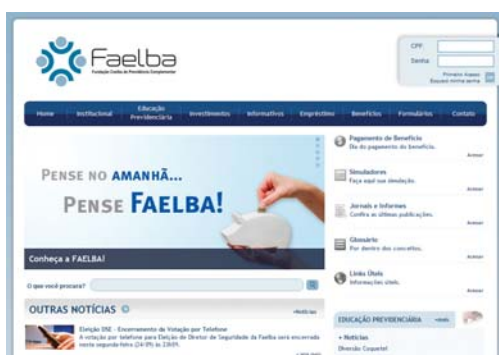 Faelba
Fundação Coelba de Previdência Complementar
CPF:
Senha:
Primeiro Acesso
Esqueci minha senha
Home
Institucional
Educação
Previdenciária
Investimentos
Informativos
Empréstimo
Benefícios
Formulários
Contato
PENSE NO AMANHÃ...
PENSE FAELBA!
Conheça a FAELBA!
Pagamento de Benefício
Dia do pagamento do benefício.
Acessar
Simuladores
Faça aqui sua simulação.
Acessar
Jornais e Informes
Confira as últimas publicações.
Acessar
Glossário
Por dentro dos conceitos.
Acessar
Links Úteis
Informações úteis.
Acessar
O que você procura?
OUTRAS NOTÍCIAS
+Notícias
Eleição DSE - Encerramento da Votação por Telefone
A votação por telefone para Eleição de Diretor de Seguridade da Faelba será encerrada
nesta segunda-feira (24/09) às 23h59.
EDUCAÇÃO PREVIDENCIÁRIA
+mais
+ Notícias
Diversão Coquetel